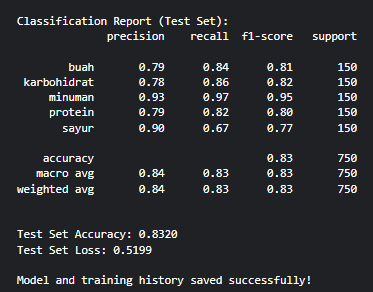 Classification Report (Test Set):
precision recall f1-score support
buah 0.79 0.84 0.81 150
karbohidrat 0.78 0.86 0.82 150
minuman 0.93 0.97 0.95 150
protein 0.79 0.82 0.80 150
sayur 0.90 0.67 0.77 150
accuracy 0.83 750
macro avg 0.84 0.83 0.83 750
weighted avg 0.84 0.83 0.83 750
Test Set Accuracy: 0.8320
Test Set Loss: 0.5199
Model and training history saved successfully!